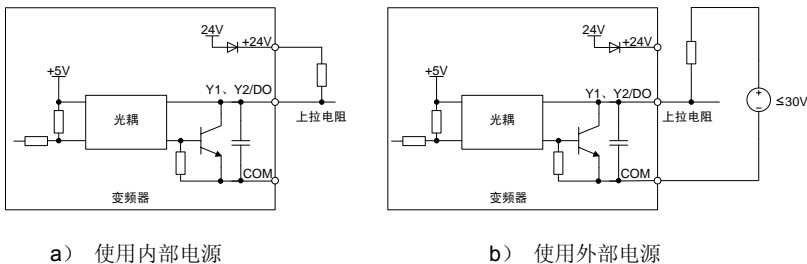 24V
+24V
+5V
Y1、Y2/DO
光耦
上拉电阻
COM
变频器
24V
+24V
+5V
Y1、Y2/DO
光耦
上拉电阻
+
−
≤30V
COM
变频器
a） 使用内部电源
b） 使用外部电源